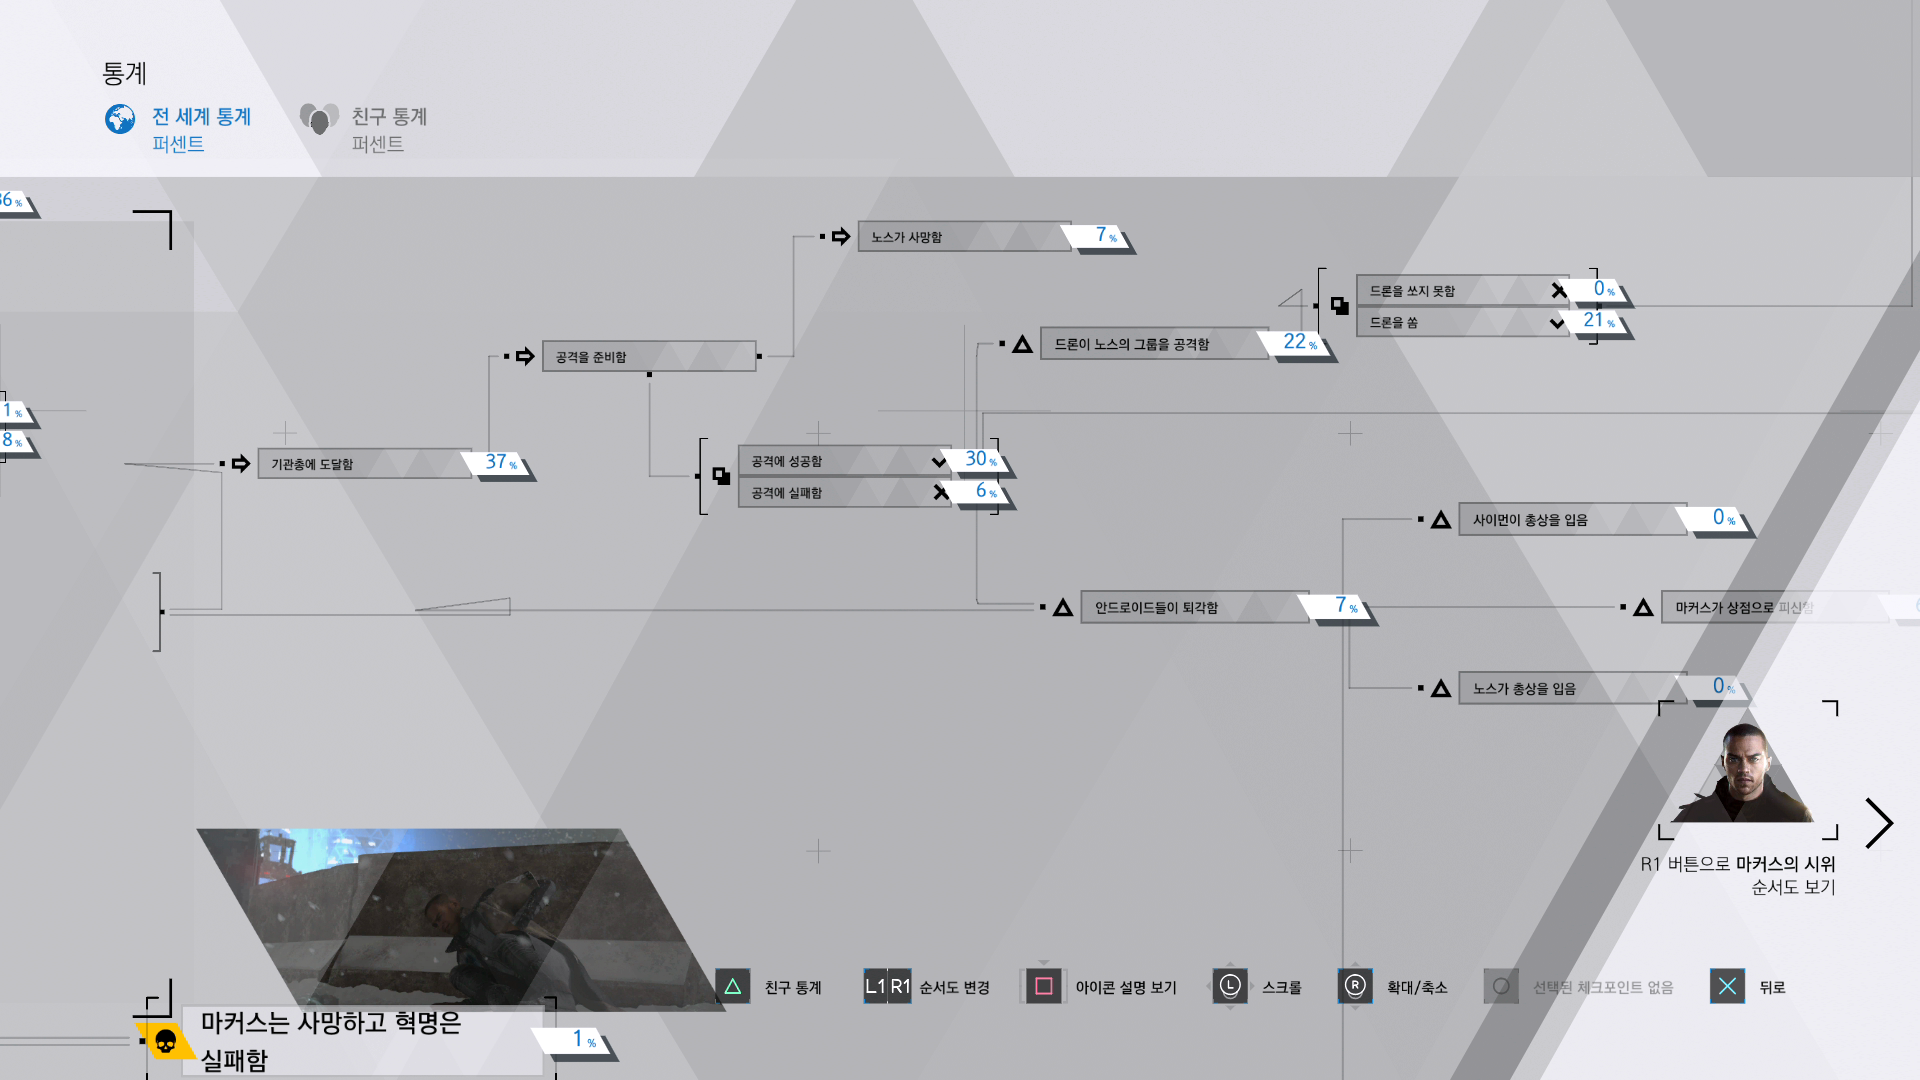 통계
전 세계 통계
퍼센트
친구 통계
퍼센트
36 %
노스가 사망함
7 %
드론을 쏘지 못함
0 %
드론을 쏨
21 %
드론이 노스의 그룹을 공격함
22 %
공격을 준비함
1 %
8 %
기관총에 도달함
37 %
공격에 성공함
30 %
공격에 실패함
6 %
사이먼이 총상을 입음
0 %
안드로이드들이 퇴각함
7 %
마커스가 상점으로 피신함
노스가 총상을 입음
0 %
R1 버튼으로 마커스의 시위
순서도 보기
친구 통계
L1 R1 순서도 변경
아이콘 설명 보기
L 스크롤
R 확대/축소
선택된 체크포인트 없음
뒤로
마커스는 사망하고 혁명은
실패함
1 %